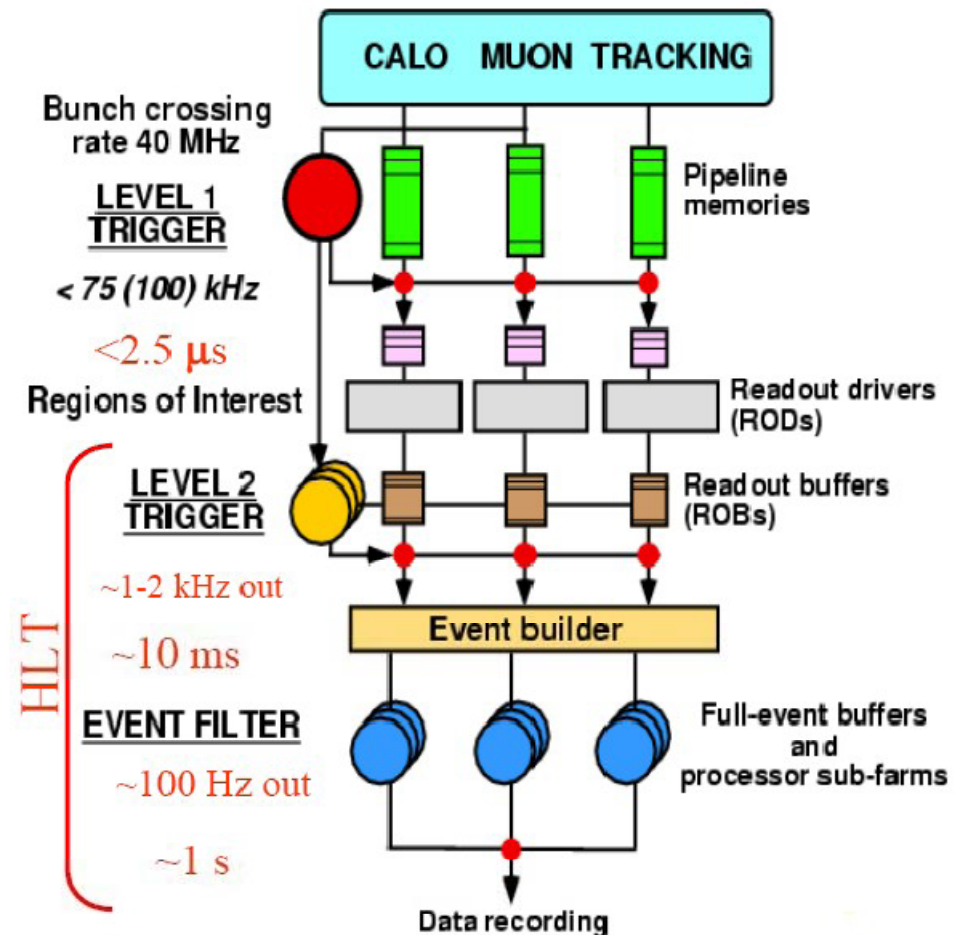 CALO MUON TRACKING
Bunch crossing
rate 40 MHz
LEVEL 1
TRIGGER
< 75 (100) kHz
<2.5 μs
Regions of Interest
Pipeline
memories
Readout drivers
(RODs)
HLT
LEVEL 2
TRIGGER
~1-2 kHz out
~10 ms
Readout buffers
(ROBs)
Event builder
EVENT FILTER
~100 Hz out
~1 s
Full-event buffers
and
processor sub-farms
Data recording